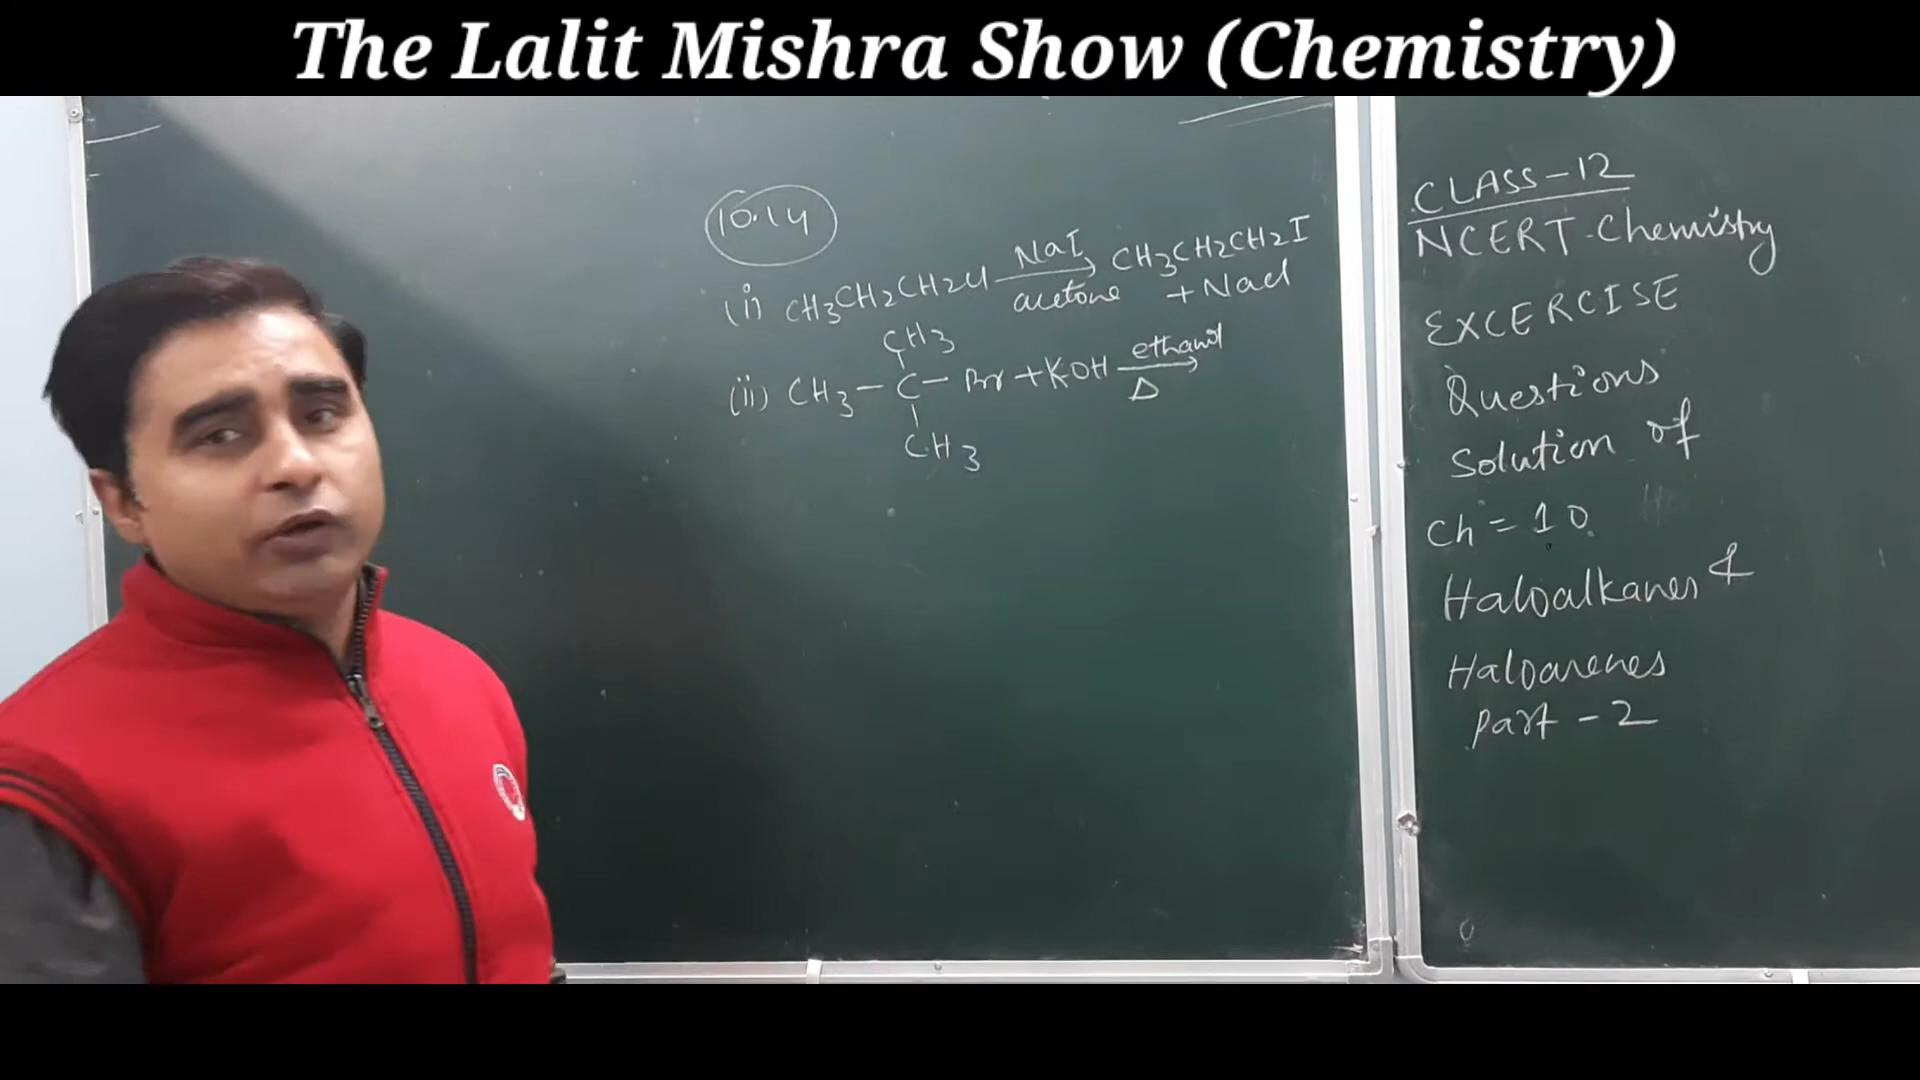 The Lalit Mishra Show (Chemistry)
10.14
(i) CH3CH2CH2Cl NaI acetone CH3CH2CH2I
+ NaCl
CH3
(ii) CH3 - C - Br + KOH ethanol Δ
CH3
CLASS-12
NCERT-Chemistry
EXCERCISE
Questions
Solution of
Ch = 10
Haloalkanes &
Haloarenes
part - 2